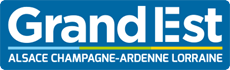 Grand Est
ALSACE CHAMPAGNE-ARDENNE LORRAINE